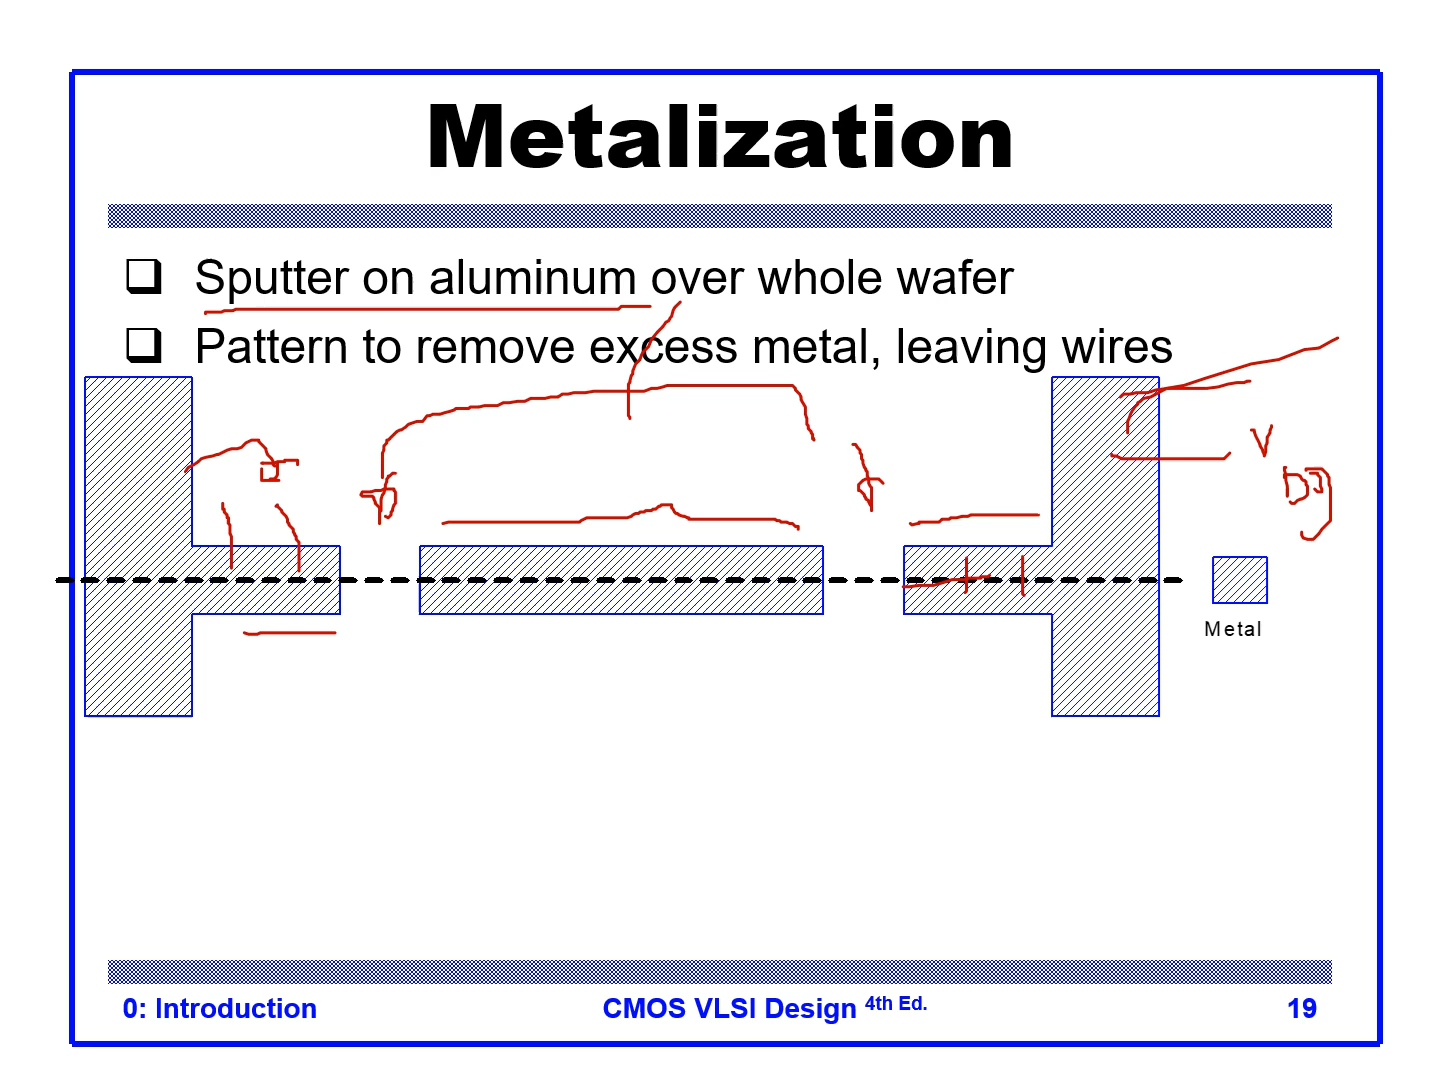 Metalization
Sputter on aluminum over whole wafer
Pattern to remove excess metal, leaving wires
Metal
0: Introduction
CMOS VLSI Design 4th Ed.
19